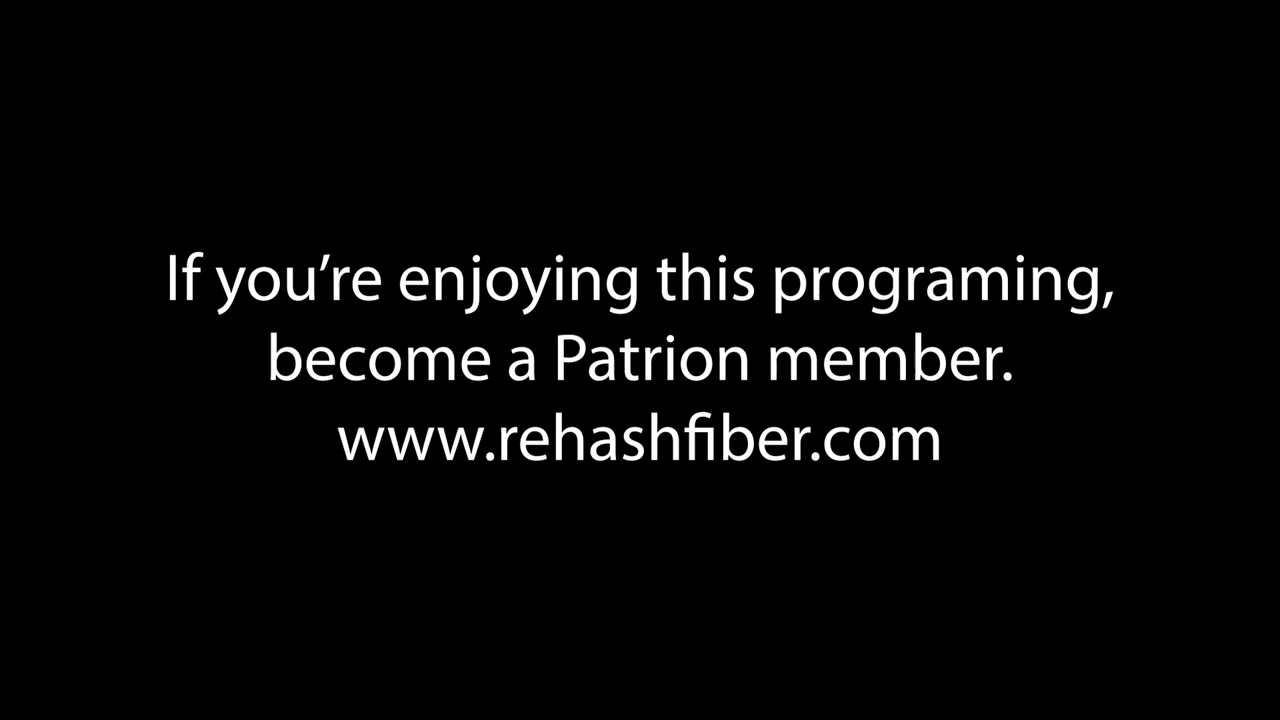 If you’re enjoying this programing,
become a Patrion member.
www.rehashfiber.com